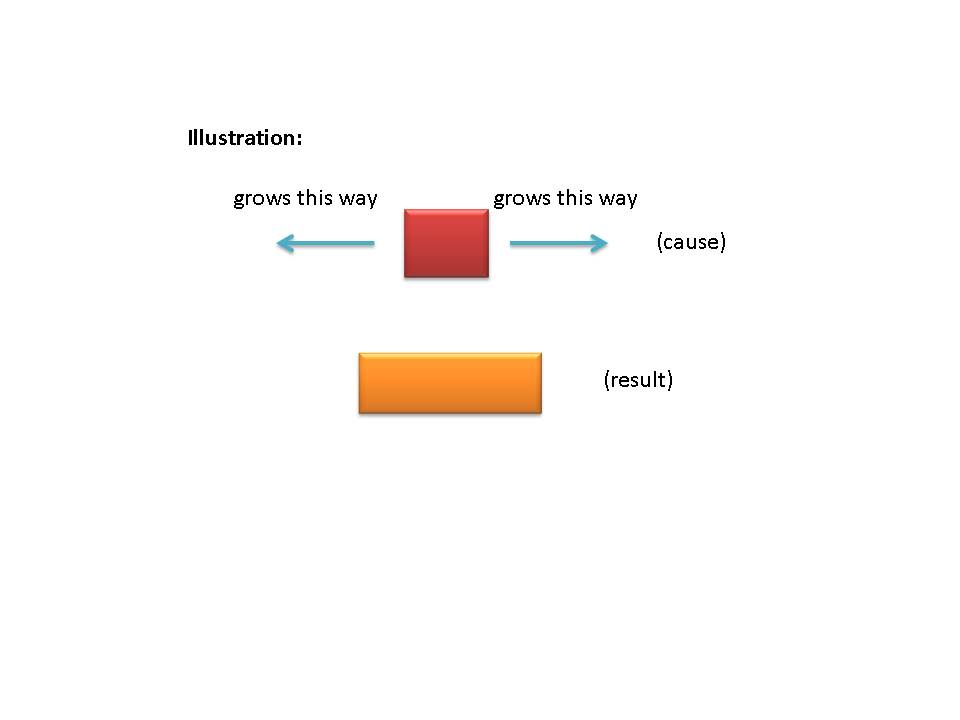 Illustration:
grows this way grows this way
(cause)
(result)